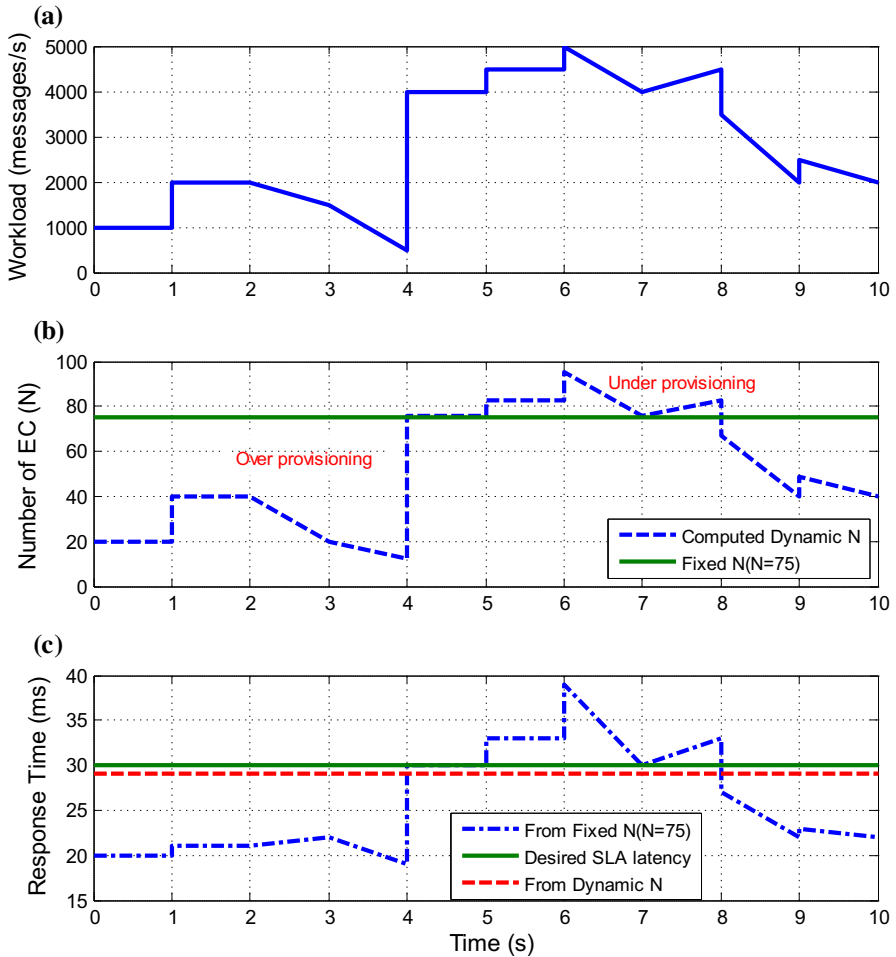 (a)
Workload (messages/s)
5000
4000
3000
2000
1000
0
0 1 2 3 4 5 6 7 8 9 10
(b)
Number of EC (N)
100
80
60
40
20
0
Under provisioning
Over provisioning
Computed Dynamic N
Fixed N(N=75)
0 1 2 3 4 5 6 7 8 9 10
(c)
Response Time (ms)
40
35
30
25
20
15
From Fixed N(N=75)
Desired SLA latency
From Dynamic N
0 1 2 3 4 5 6 7 8 9 10
Time (s)